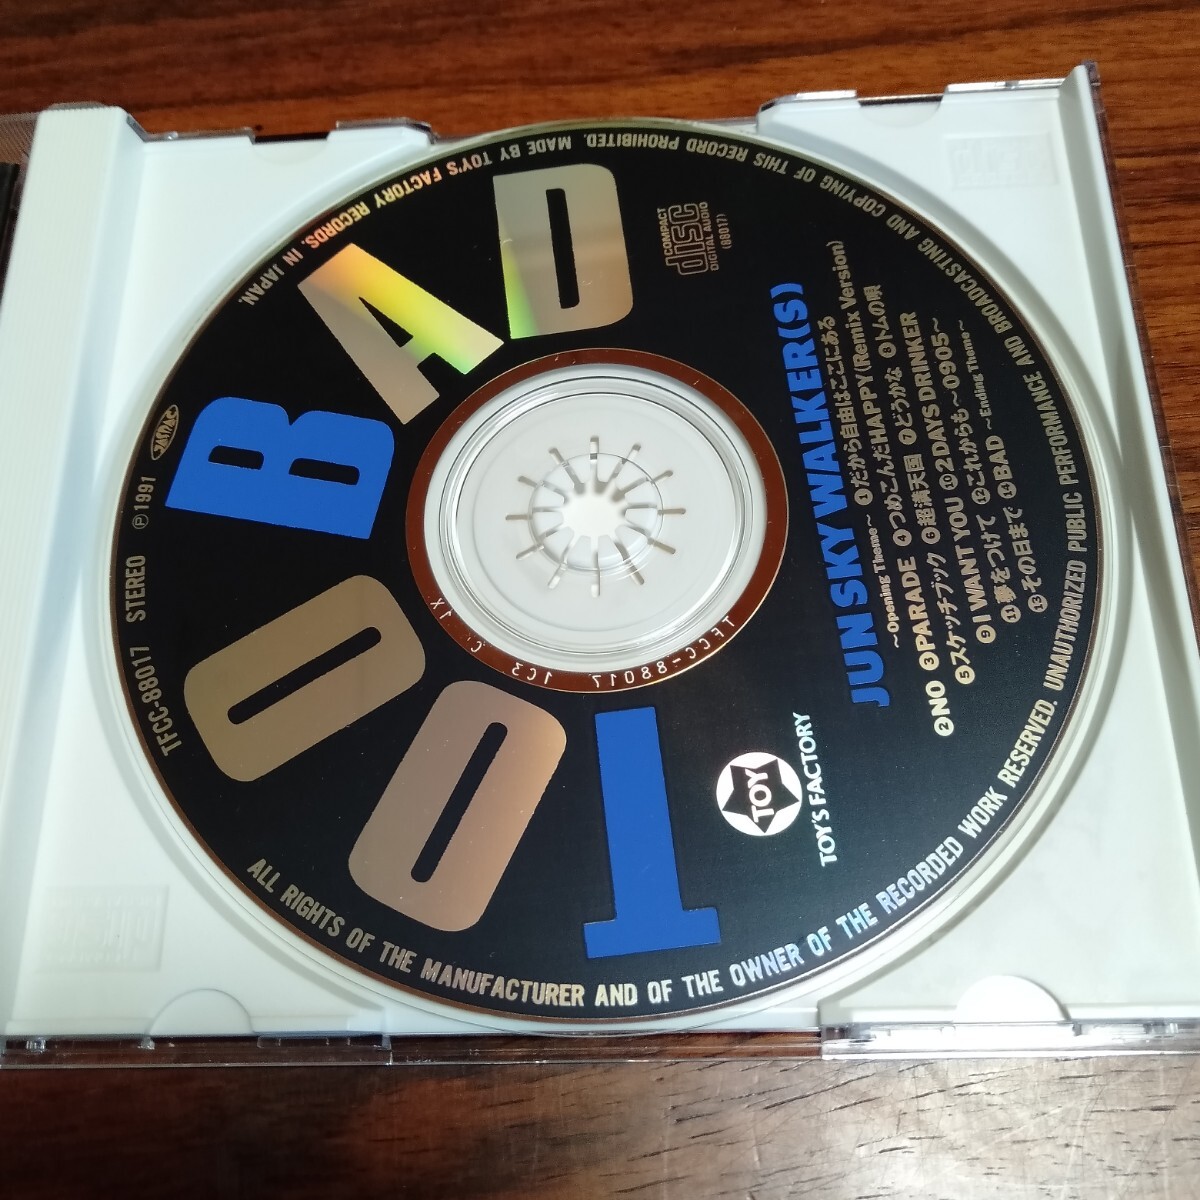 TOO BAD
COMPACT
disc
DIGITAL AUDIO
(88017)
JUN SKY WALKER(S)
~Opening Theme~ ①だから自由はここにある
②NO ③PARADE ④つめこんだHAPPY(Remix Version)
⑤スケッチブック ⑥超満天国 ⑦どうかな ⑧トムの唄
⑨I WANT YOU ⑩2 DAYS DRINKER
⑪夢をつけて ⑫これからも~0905~
⑬その日まで ⑭BAD ~Ending Theme~
TOY
TOY'S FACTORY
JASRAC
℗1991
STEREO
TFCC-88017
ALL RIGHTS OF THE MANUFACTURER AND OF THE OWNER OF THE RECORDED WORK RESERVED. UNAUTHORIZED PUBLIC PERFORMANCE AND BROADCASTING AND COPYING OF THIS RECORD PROHIBITED. MADE BY TOY'S FACTORY RECORDS. IN JAPAN.
TFCC-88017 1C3